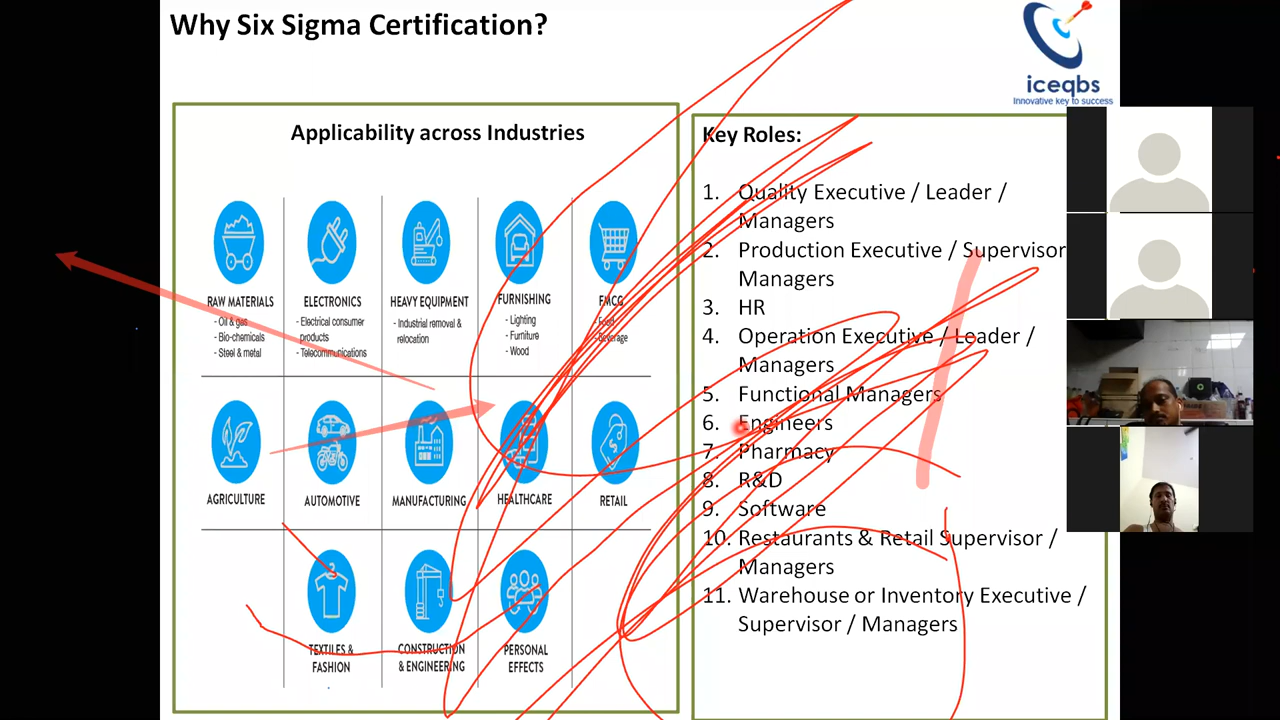 Why Six Sigma Certification?
iceqbs
Innovative key to success
Applicability across Industries
RAW MATERIALS
- Oil & gas
- Bio-chemicals
- Steel & metal
ELECTRONICS
- Electrical consumer
products
- Telecommunications
HEAVY EQUIPMENT
- Industrial removal &
relocation
FURNISHING
- Lighting
- Furniture
- Wood
FMCG
- Food
- Beverage
AGRICULTURE
AUTOMOTIVE
MANUFACTURING
HEALTHCARE
RETAIL
TEXTILES &
FASHION
CONSTRUCTION
& ENGINEERING
PERSONAL
EFFECTS
Key Roles:
1. Quality Executive / Leader /
Managers
2. Production Executive / Supervisor
Managers
3. HR
4. Operation Executive / Leader /
Managers
5. Functional Managers
6. Engineers
7. Pharmacy
8. R&D
9. Software
10. Restaurants & Retail Supervisor /
Managers
11. Warehouse or Inventory Executive /
Supervisor / Managers